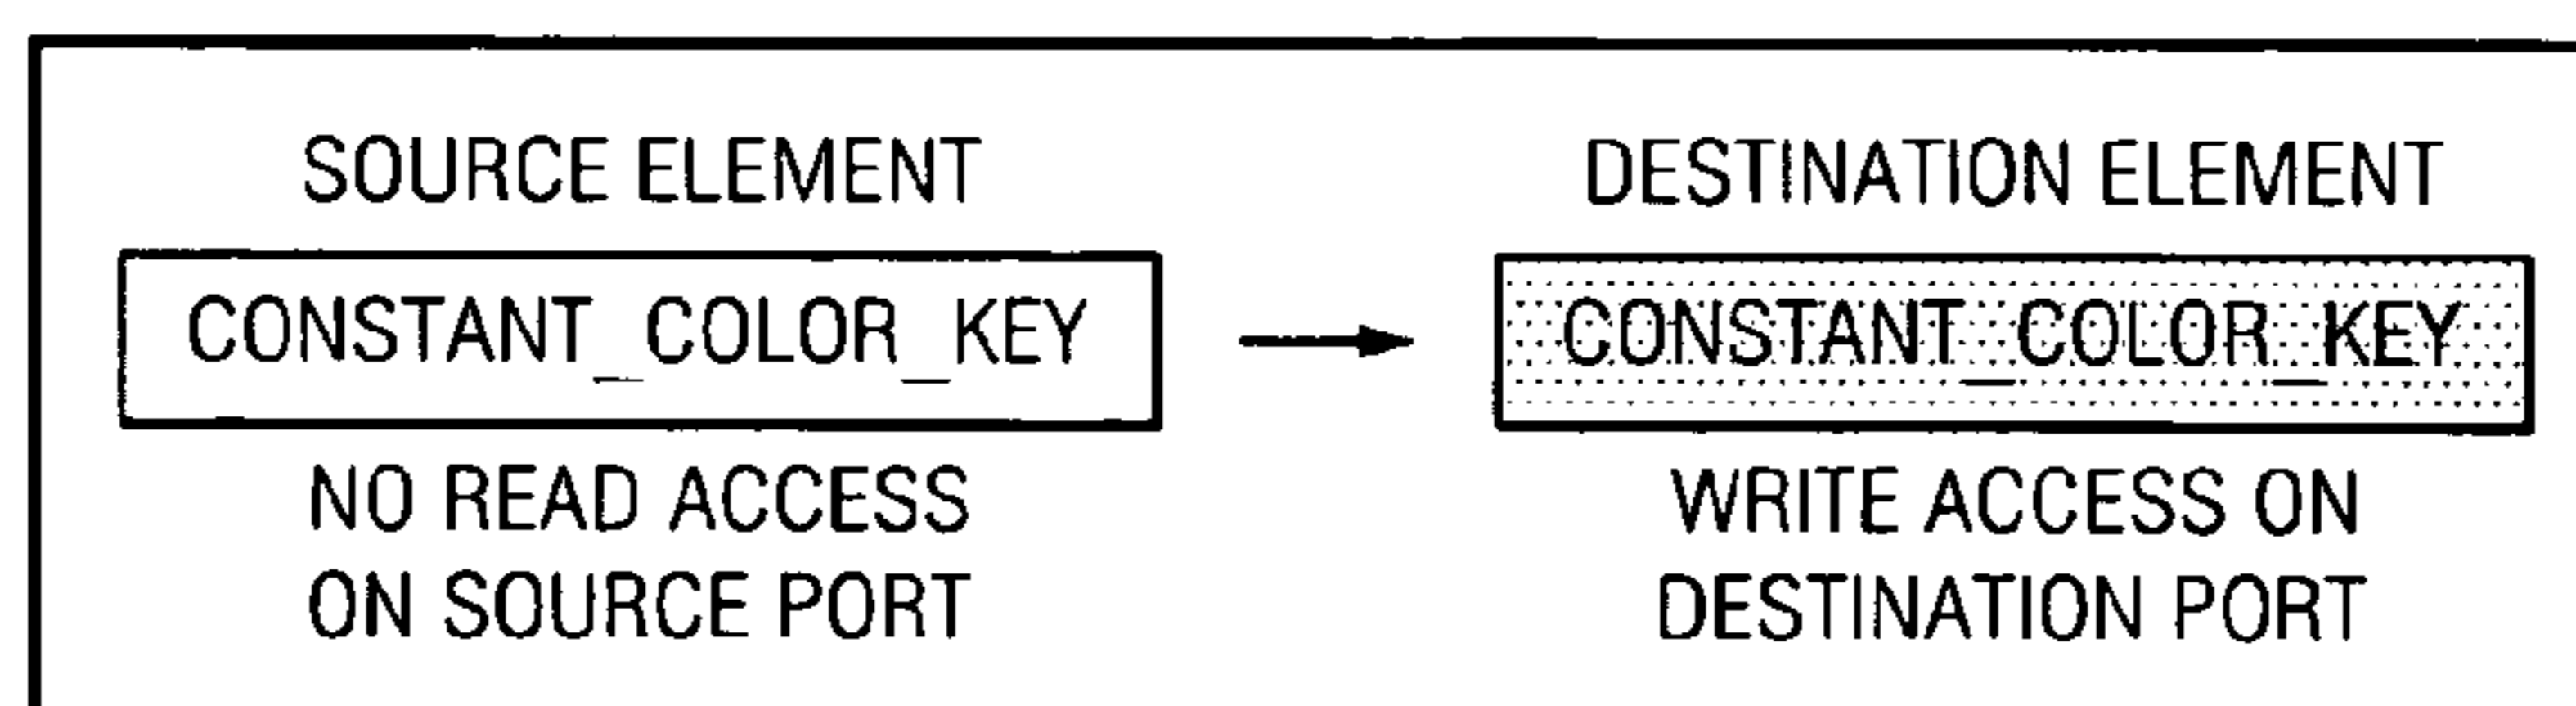 SOURCE ELEMENT
CONSTANT_COLOR_KEY
NO READ ACCESS
ON SOURCE PORT
DESTINATION ELEMENT
CONSTANT_COLOR_KEY
WRITE ACCESS ON
DESTINATION PORT